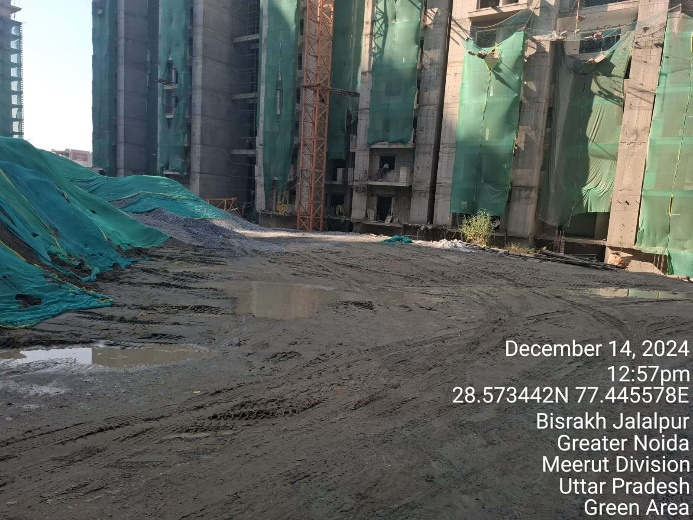 December 14, 2024
12:57pm
28.573442N 77.445578E
Bisrakh Jalalpur
Greater Noida
Meerut Division
Uttar Pradesh
Green Area